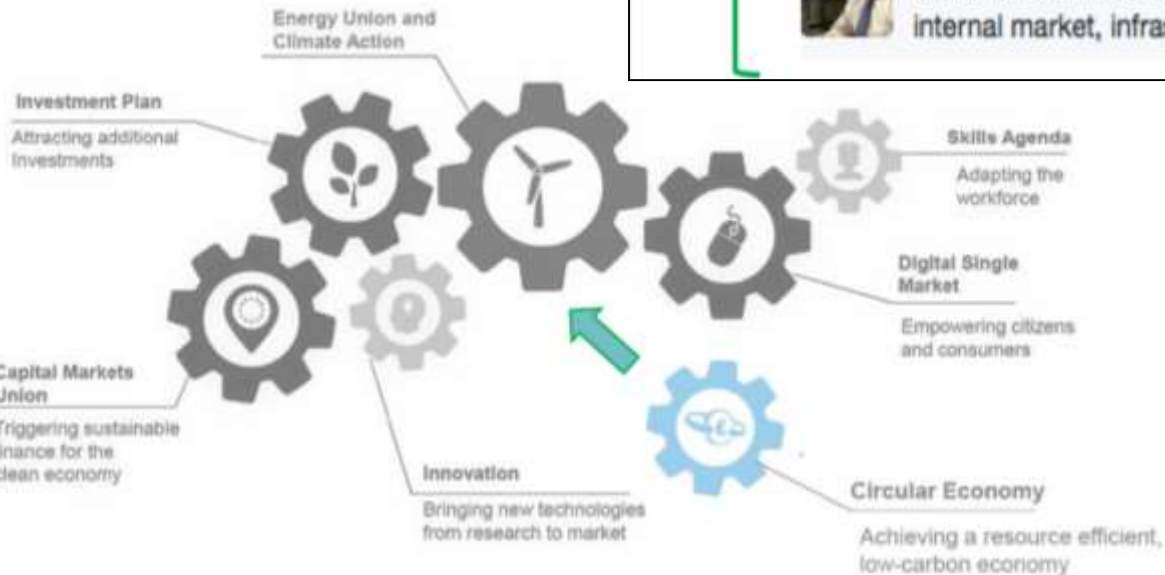 Energy Union and
Climate Action
internal market, infras
Investment Plan
Attracting additional
Investments
Skills Agenda
Adapting the
workforce
Digital Single
Market
Empowering citizens
and consumers
Capital Markets
Union
Triggering sustainable
finance for the
clean economy
Innovation
Bringing new technologies
from research to market
Circular Economy
Achieving a resource efficient,
low-carbon economy